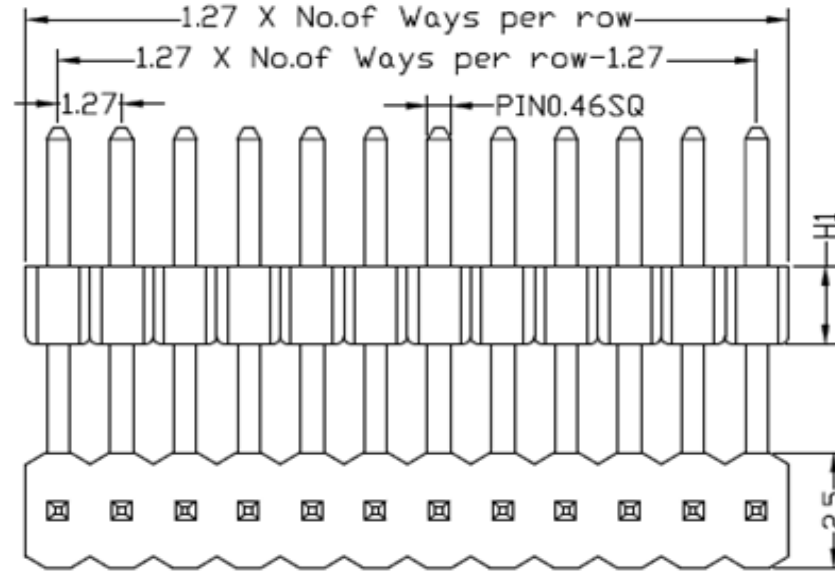 1.27 X No.of Ways per row
1.27 X No.of Ways per row-1.27
1.27
PIN0.46SQ
H1
2.5